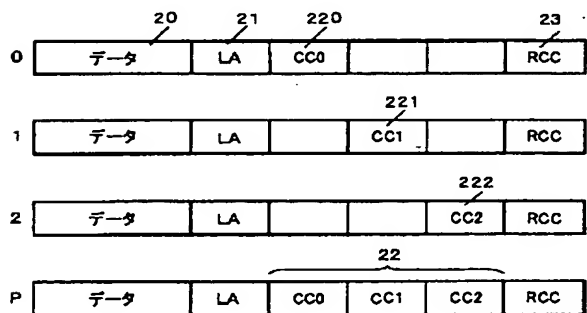 20 21 220 23
0 データ LA CC0 RCC
221
1 データ LA CC1 RCC
222
2 データ LA CC2 RCC
22
P データ LA CC0 CC1 CC2 RCC